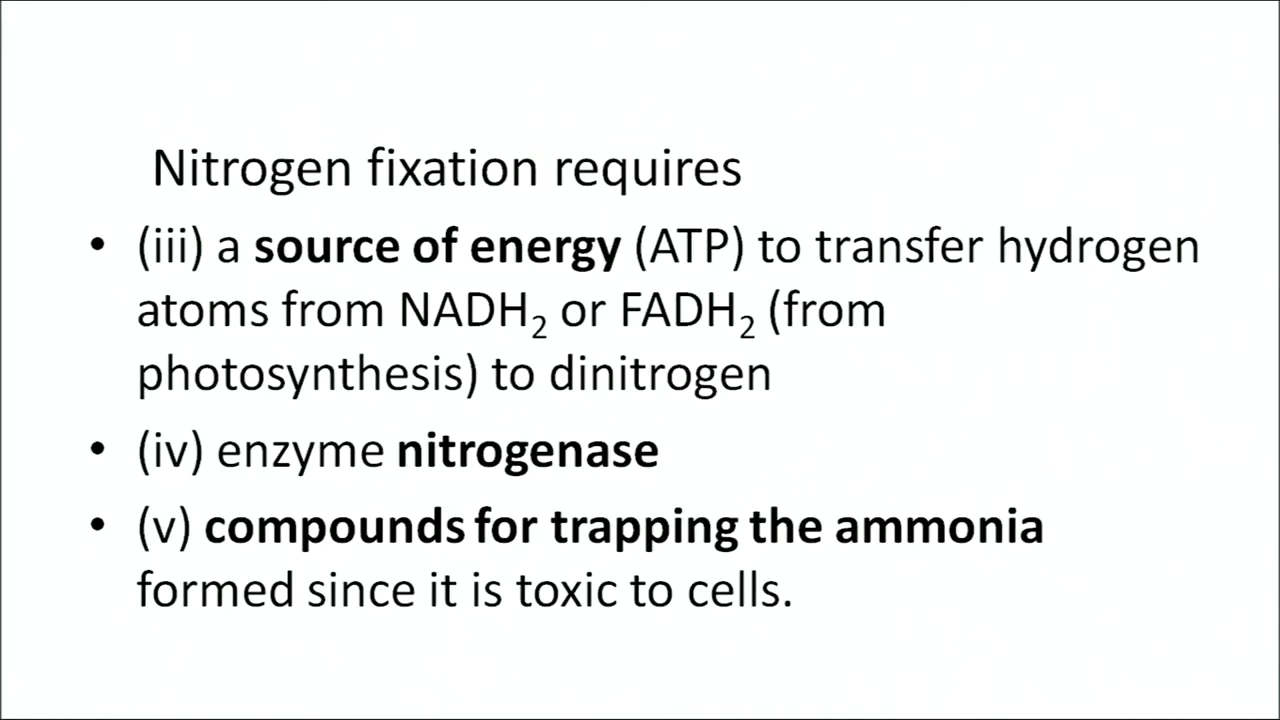 Nitrogen fixation requires
• (iii) a source of energy (ATP) to transfer hydrogen
atoms from NADH₂ or FADH₂ (from
photosynthesis) to dinitrogen
• (iv) enzyme nitrogenase
• (v) compounds for trapping the ammonia
formed since it is toxic to cells.